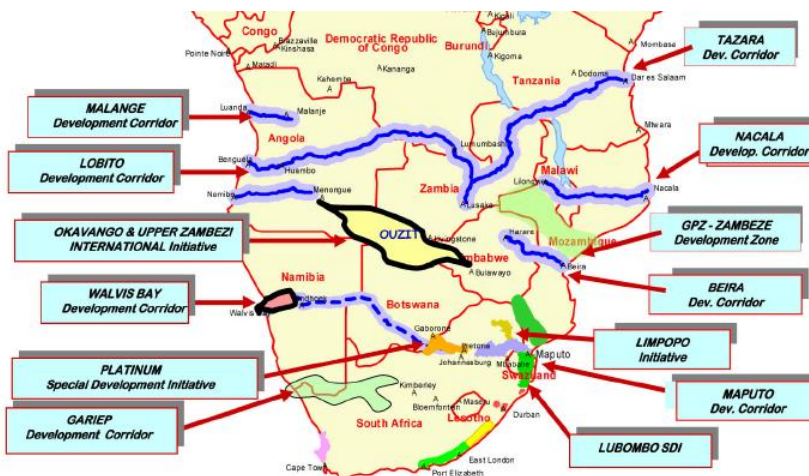 Congo
Brazzaville
Kinshasa
Pointe Noire
Matadi
Democratic Republic
of Congo
Kahemba
Kananga
Kigali
Bujumbura
Burundi
Kigoma
Mombasa
Tanzania
Dodoma
Dar es Salaam
Mtwara
TAZARA
Dev. Corridor
MALANGE
Development Corridor
Luanda
Malanje
Angola
LOBITO
Development Corridor
Benguela
Huambo
Menongue
Namibe
Lumumbashi
Zambia
Lusaka
Malawi
Lilongwe
Nacala
NACALA
Develop. Corridor
OKAVANGO & UPPER ZAMBEZI
INTERNATIONAL Initiative
OUZIT
Mozambique
Harare
Beira
Bulawayo
GPZ - ZAMBEZE
Development Zone
WALVIS BAY
Development Corridor
Namibia
Botswana
BEIRA
Dev. Corridor
Gaborone
Pretoria
Johannesburg
Mbabane
Maputo
Swaziland
LIMPOPO
Initiative
PLATINUM
Special Development Initiative
MAPUTO
Dev. Corridor
GARIEP
Development Corridor
Kimberley
Bloemfontein
Maseru
Lesotho
Durban
South Africa
LUBOMBO SDI
Cape Town
East London
Port Elizabeth